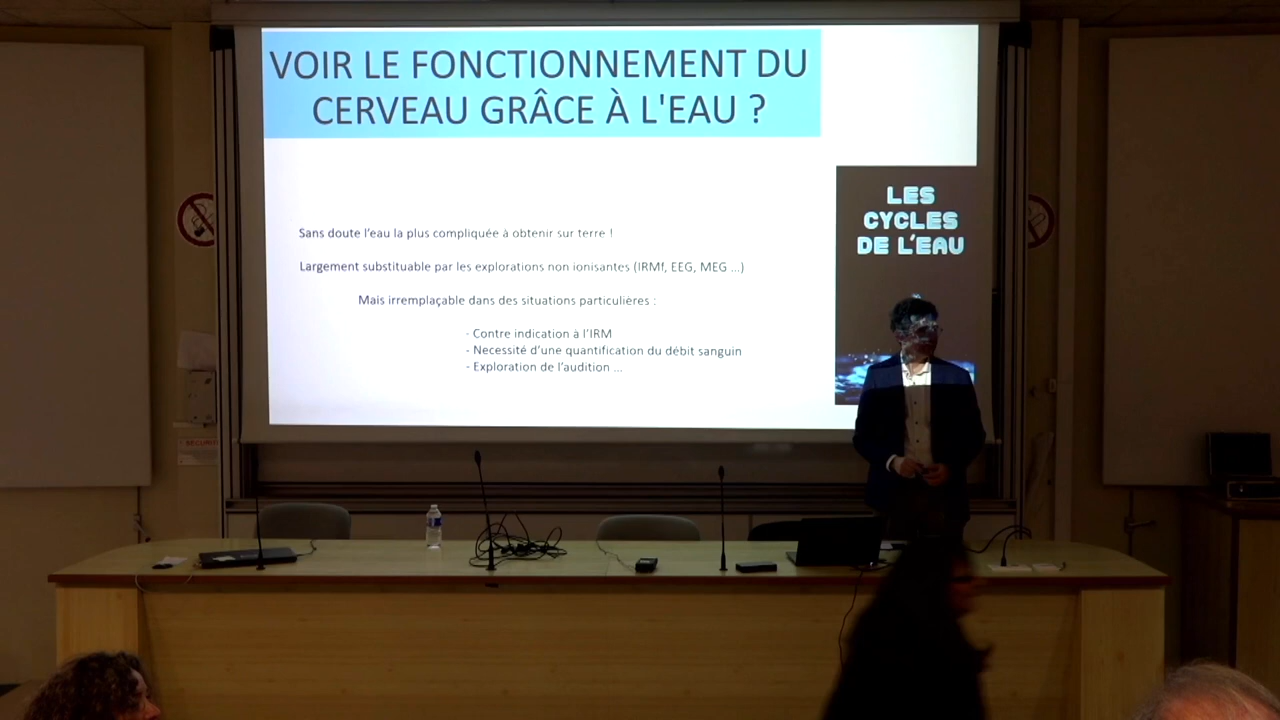 VOIR LE FONCTIONNEMENT DU
CERVEAU GRÂCE À L'EAU ?
Sans doute l'eau la plus compliquée à obtenir sur terre !
Largement substituable par les explorations non ionisantes (IRMf, EEG, MEG ...)
Mais irremplaçable dans des situations particulières :
- Contre indication à l'IRM
- Necessité d'une quantification du débit sanguin
- Exploration de l'audition ...
LES
CYCLES
DE L'EAU
SECURITE